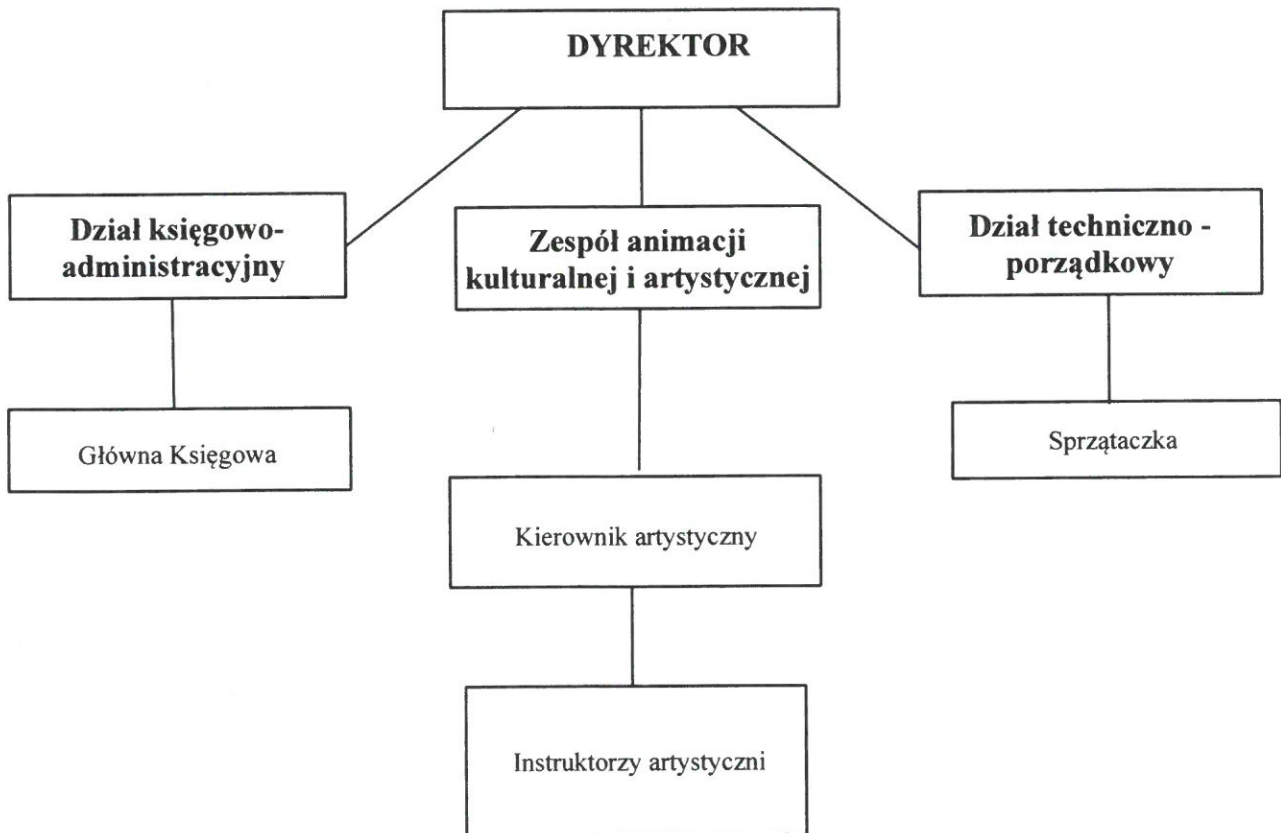 DYREKTOR
Dział księgowo-
administracyjny
Zespół animacji
kulturalnej i artystycznej
Dział techniczno -
porządkowy
Główna Księgowa
Sprzątaczka
Kierownik artystyczny
Instruktorzy artystyczni